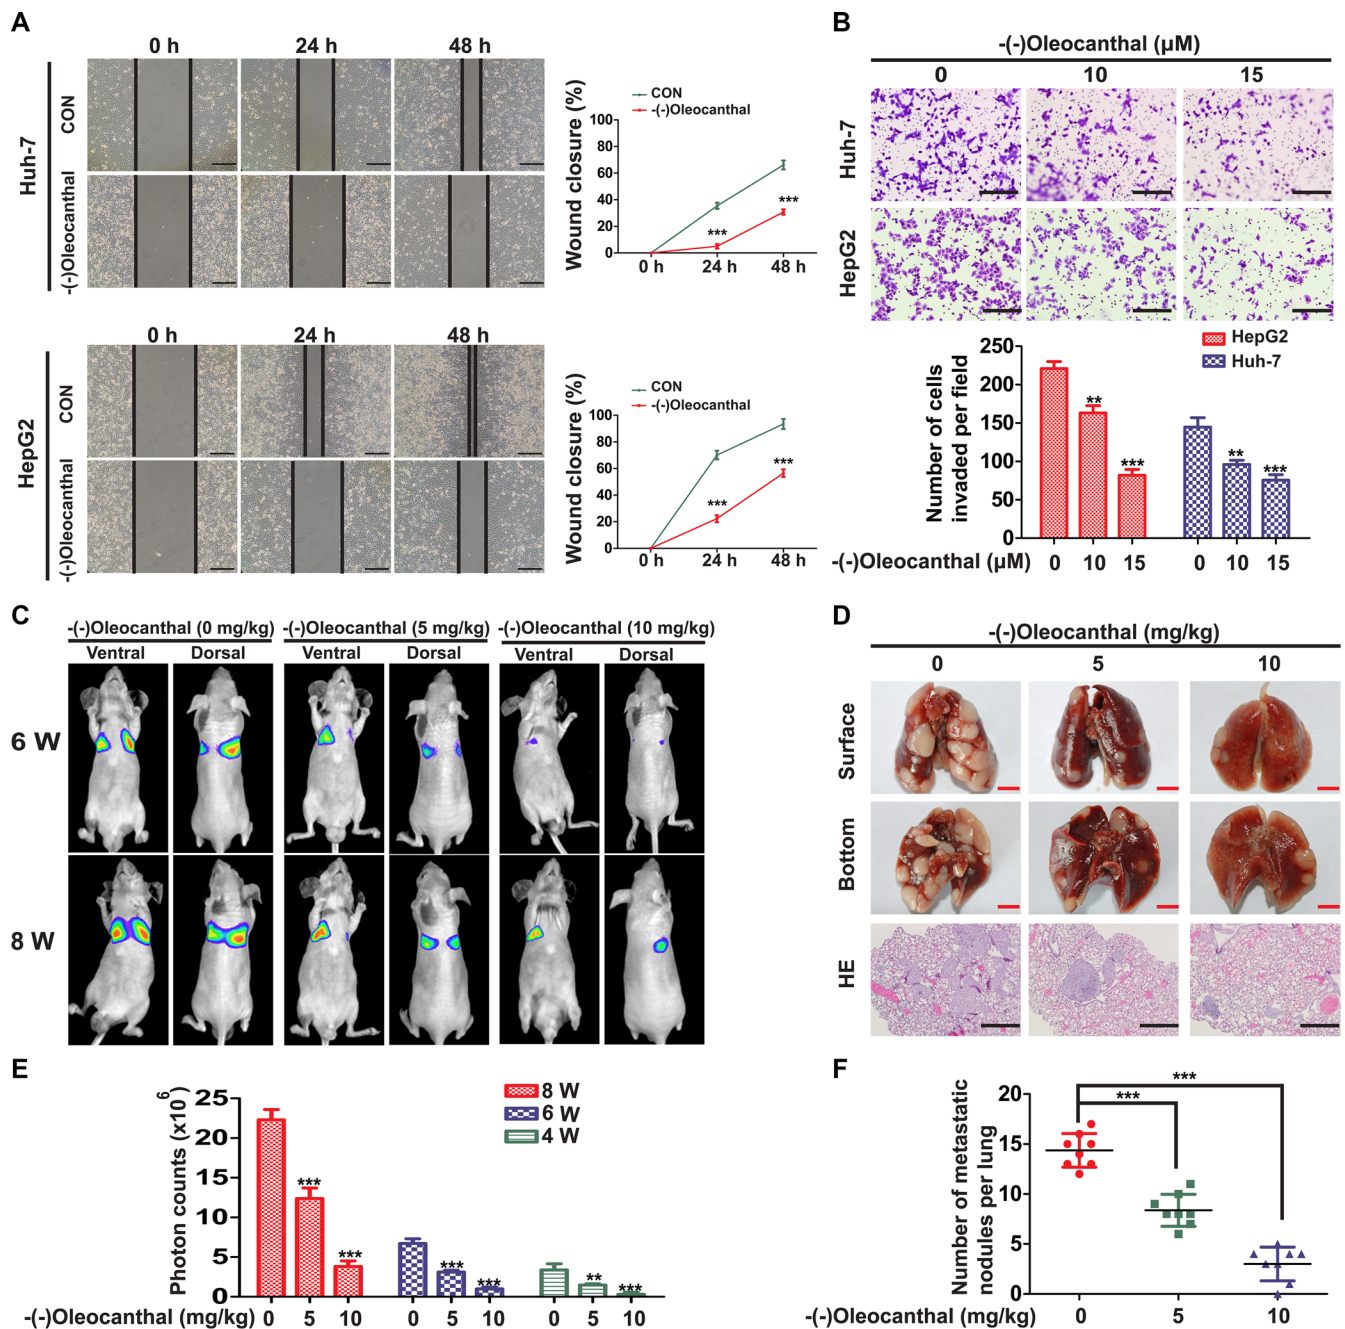 A
0 h 24 h 48 h
Huh-7
CON
-(-)Oleocanthal
CON
-(-)Oleocanthal
Wound closure (%)
100
80
60
40
20
0
***
***
0 h 24 h 48 h
0 h 24 h 48 h
HepG2
CON
-(-)Oleocanthal
CON
-(-)Oleocanthal
Wound closure (%)
100
80
60
40
20
0
***
***
0 h 24 h 48 h
B
-(-)Oleocanthal (μM)
0 10 15
Huh-7
HepG2
HepG2
Huh-7
Number of cells
invaded per field
250
200
150
100
50
0
**
***
**
***
-(-)Oleocanthal (μM) 0 10 15 0 10 15
C
-(-)Oleocanthal (0 mg/kg) -(-)Oleocanthal (5 mg/kg) -(-)Oleocanthal (10 mg/kg)
Ventral Dorsal Ventral Dorsal Ventral Dorsal
6 W
8 W
D
-(-)Oleocanthal (mg/kg)
0 5 10
Surface
Bottom
HE
E
Photon counts (x10⁶)
25
20
15
10
5
0
8 W
6 W
4 W
***
***
***
***
**
***
-(-)Oleocanthal (mg/kg) 0 5 10 0 5 10 0 5 10
F
Number of metastatic
nodules per lung
20
15
10
5
0
***
***
-(-)Oleocanthal (mg/kg) 0 5 10